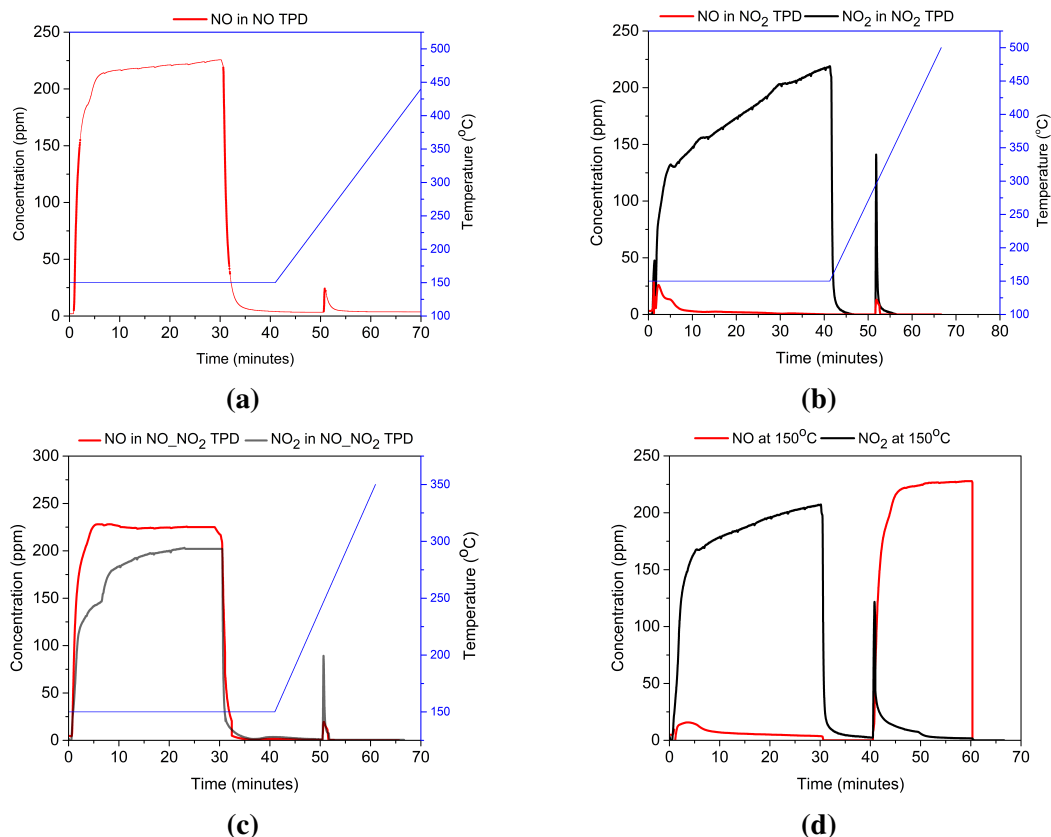 NO in NO TPD
250
200
150
100
50
0
500
450
400
350
300
250
200
150
100
0 10 20 30 40 50 60 70
Concentration (ppm)
Temperature (°C)
Time (minutes)
(a)
NO in NO₂ TPD NO₂ in NO₂ TPD
250
200
150
100
50
0
500
450
400
350
300
250
200
150
100
0 10 20 30 40 50 60 70 80
Concentration (ppm)
Temperature (°C)
Time (minutes)
(b)
NO in NO_NO₂ TPD NO₂ in NO_NO₂ TPD
300
250
200
150
100
50
0
350
300
250
200
150
0 10 20 30 40 50 60 70
Concentration (ppm)
Temperature (°C)
Time (minutes)
(c)
NO at 150°C NO₂ at 150°C
250
200
150
100
50
0
0 10 20 30 40 50 60 70
Concentration (ppm)
Time (minutes)
(d)